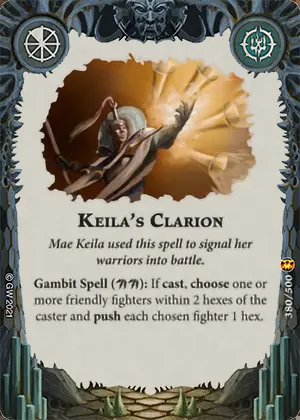 KEILA'S CLARION
Mae Keila used this spell to signal her
warriors into battle.
Gambit Spell (): If cast, choose one or
more friendly fighters within 2 hexes of the
caster and push each chosen fighter 1 hex.
© GW 2021
380/500